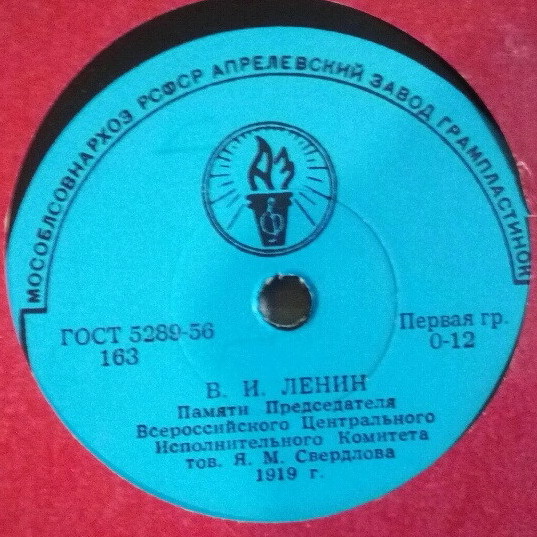 МОСОБЛСОВНАРХОЗ РСФСР АПРЕЛЕВСКИЙ ЗАВОД ГРАМПЛАСТИНОК
АЗ
Ф
ГОСТ 5289-56
163
Первая гр.
0-12
В. И. ЛЕНИН
Памяти Председателя
Всероссийского Центрального
Исполнительного Комитета
тов. Я. М. Свердлова
1919 г.